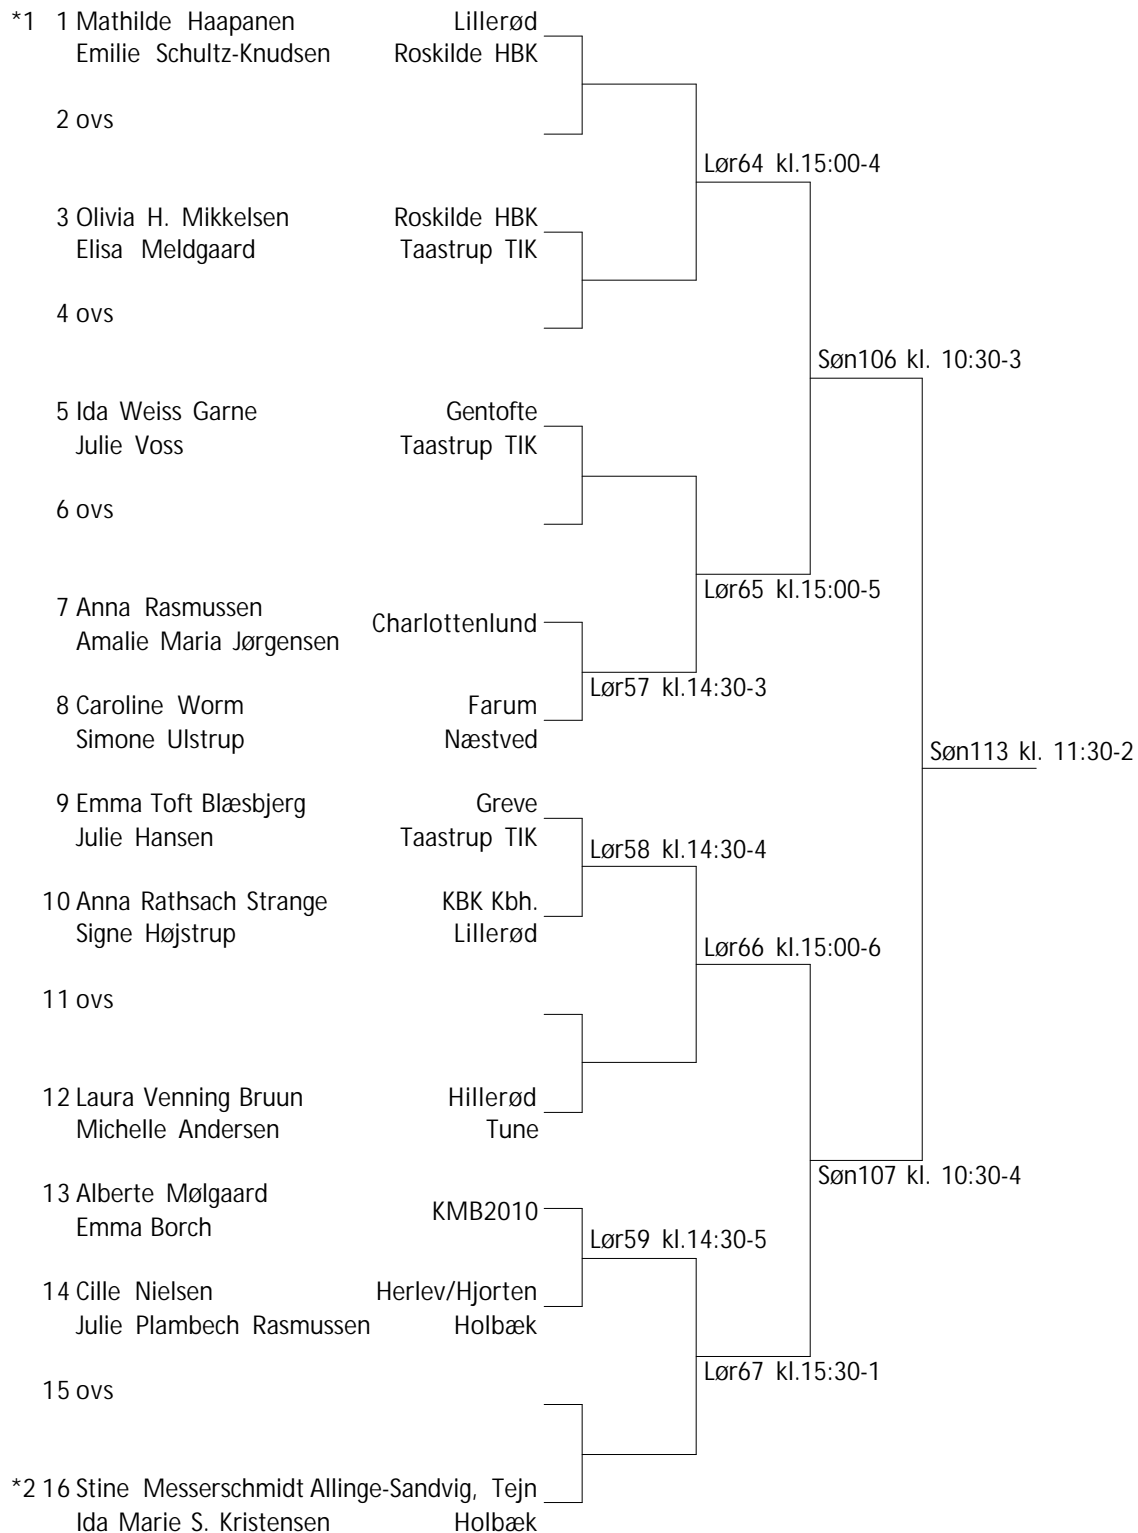 *1 1 Mathilde Haapanen Lillerød
Emilie Schultz-Knudsen Roskilde HBK
2 ovs
Lør64 kl.15:00-4
3 Olivia H. Mikkelsen Roskilde HBK
Elisa Meldgaard Taastrup TIK
4 ovs
Søn106 kl. 10:30-3
5 Ida Weiss Garne Gentofte
Julie Voss Taastrup TIK
6 ovs
Lør65 kl.15:00-5
7 Anna Rasmussen
Charlottenlund
Amalie Maria Jørgensen
Lør57 kl.14:30-3
8 Caroline Worm Farum
Simone Ulstrup Næstved
Søn113 kl. 11:30-2
9 Emma Toft Blæsbjerg Greve
Julie Hansen Taastrup TIK
Lør58 kl.14:30-4
10 Anna Rathsach Strange KBK Kbh.
Signe Højstrup Lillerød
Lør66 kl.15:00-6
11 ovs
12 Laura Venning Bruun Hillerød
Michelle Andersen Tune
Søn107 kl. 10:30-4
13 Alberte Mølgaard
KMB2010
Emma Borch
Lør59 kl.14:30-5
14 Cille Nielsen Herlev/Hjorten
Julie Plambech Rasmussen Holbæk
Lør67 kl.15:30-1
15 ovs
*2 16 Stine Messerschmidt Allinge-Sandvig, Tejn
Ida Marie S. Kristensen Holbæk